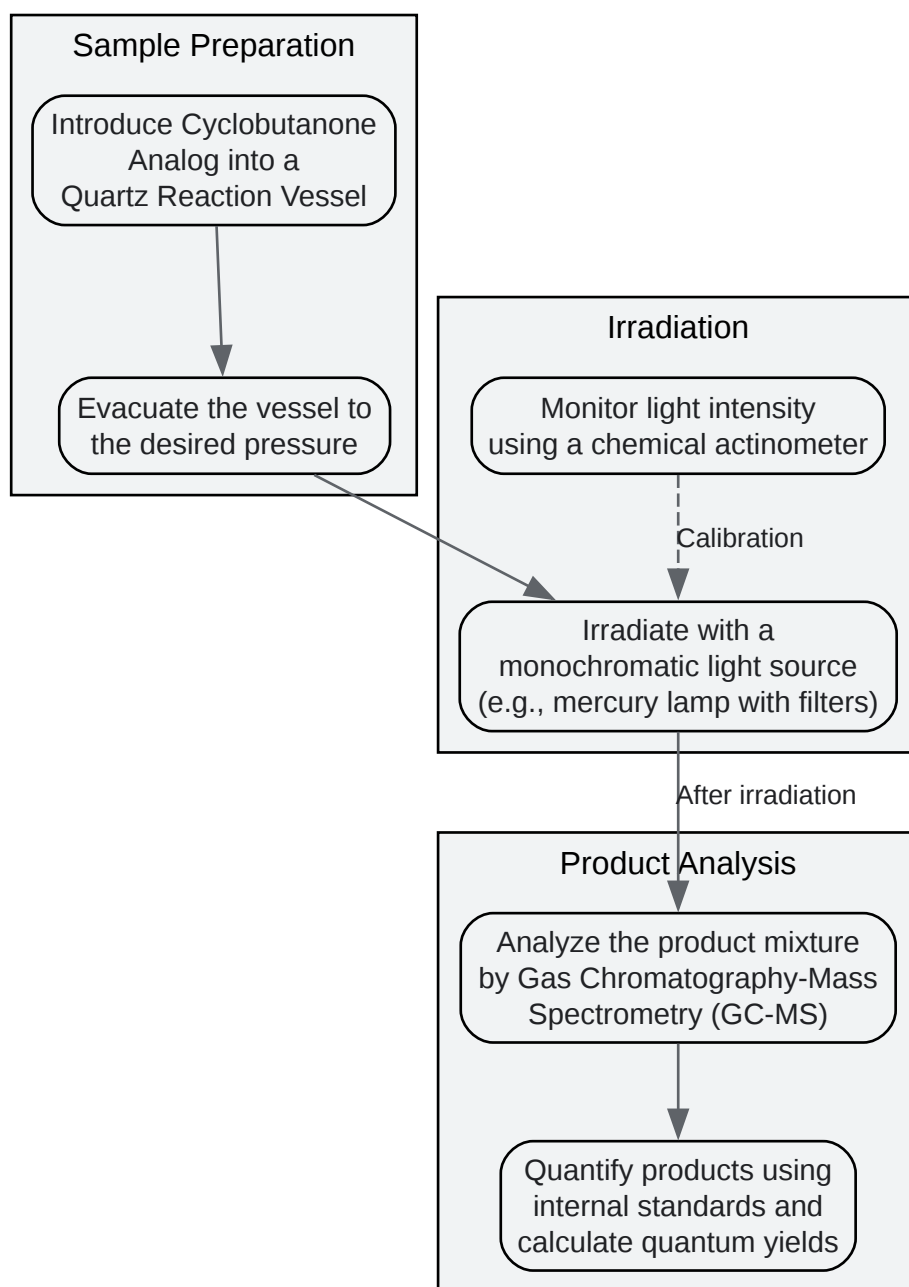 Sample Preparation
Introduce Cyclobutanone
Analog into a
Quartz Reaction Vessel
Evacuate the vessel to
the desired pressure
Irradiation
Monitor light intensity
using a chemical actinometer
Calibration
Irradiate with a
monochromatic light source
(e.g., mercury lamp with filters)
After irradiation
Product Analysis
Analyze the product mixture
by Gas Chromatography-Mass
Spectrometry (GC-MS)
Quantify products using
internal standards and
calculate quantum yields